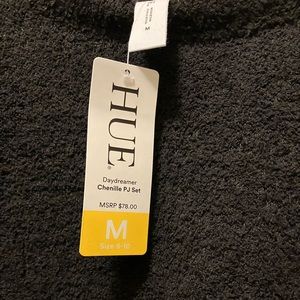 HUE
Daydreamer
Chenille PJ Set
MSRP $78.00
M
Size 8-10
M